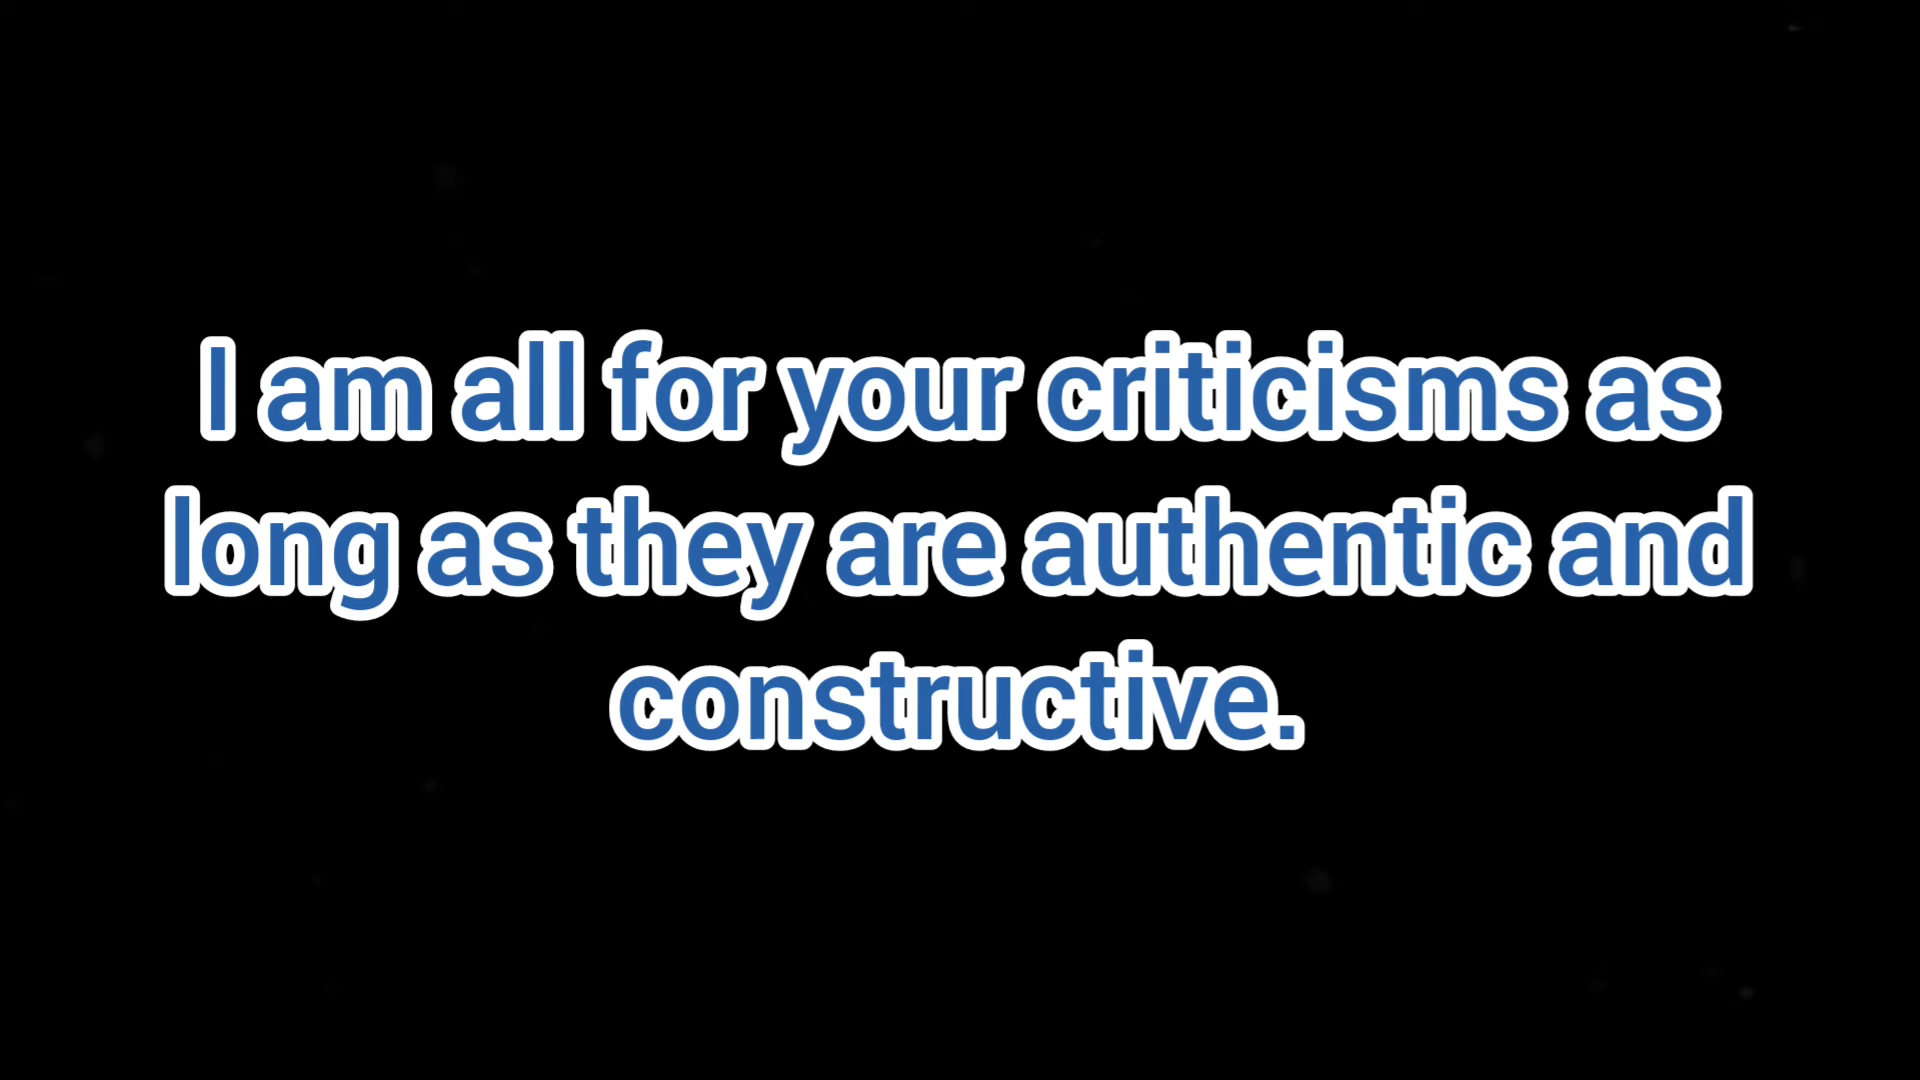 I am all for your criticisms as
long as they are authentic and
constructive.